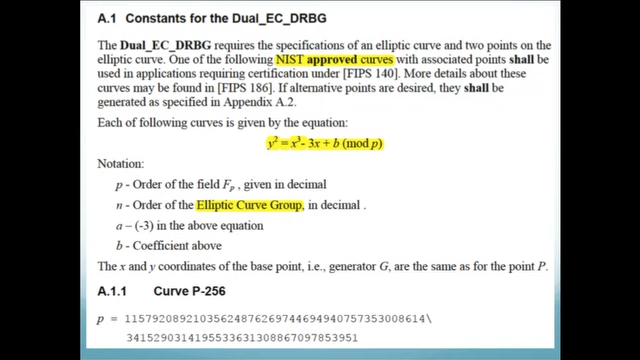 A.1 Constants for the Dual_EC_DRBG
The Dual_EC_DRBG requires the specifications of an elliptic curve and two points on the
elliptic curve. One of the following NIST approved curves with associated points shall be
used in applications requiring certification under [FIPS 140]. More details about these
curves may be found in [FIPS 186]. If alternative points are desired, they shall be
generated as specified in Appendix A.2.
Each of following curves is given by the equation:
y² = x³- 3x + b (mod p)
Notation:
p - Order of the field Fₚ , given in decimal
n - Order of the Elliptic Curve Group, in decimal .
a – (-3) in the above equation
b - Coefficient above
The x and y coordinates of the base point, i.e., generator G, are the same as for the point P.
A.1.1 Curve P-256
p = 11579208921035624876269744694940757353008614\
3415290314195533631308867097853951